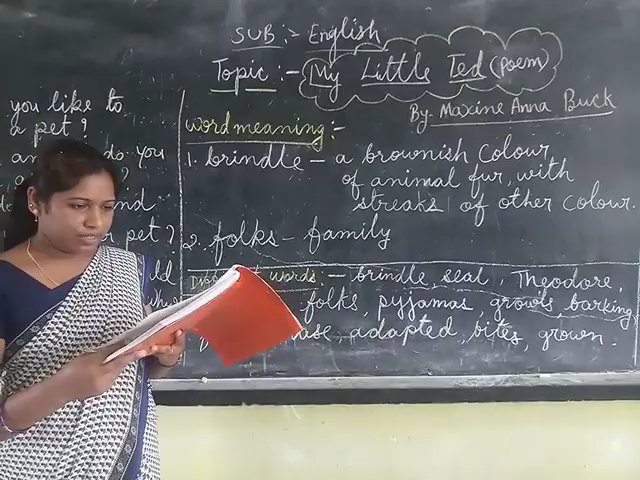 SUB :- English
Topic :- My Little Ted (poem)
By- Maxine Anna Buck
you like to
a pet ?
do you
?
nd
pet ?
ld
word meaning :-
1. brindle – a brownish colour
of animal fur, with
streaks of other colour.
2. folks – family
words :- brindle, seal, Theodore,
folks, pyjamas, growls, barking,
adapted, bites, grown.